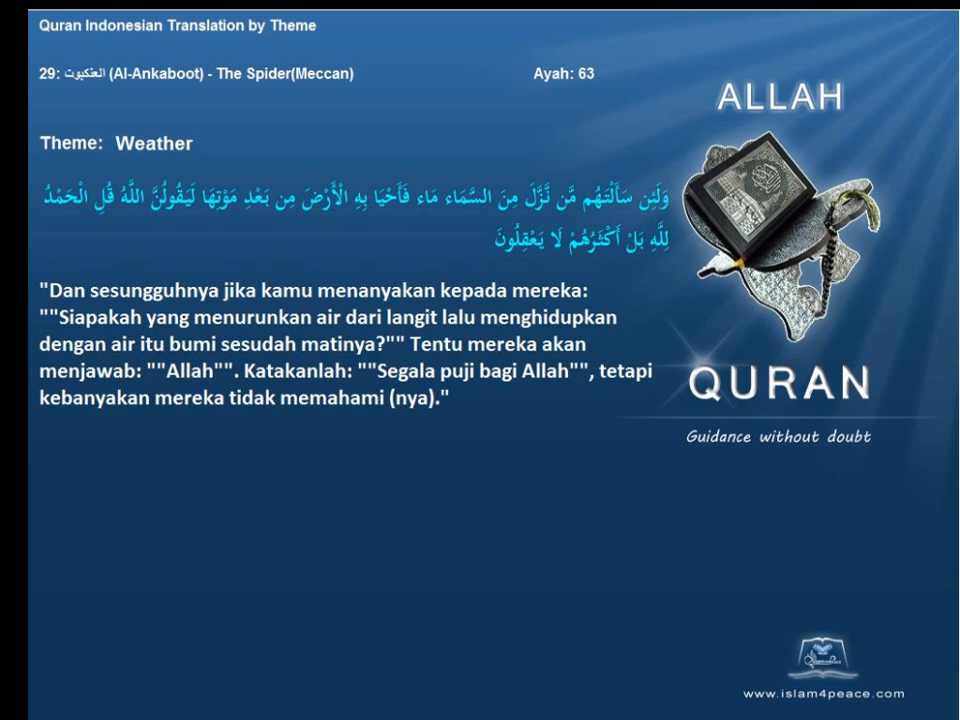 Quran Indonesian Translation by Theme
29: العنكبوت (Al-Ankaboot) - The Spider(Meccan)
Ayah: 63
Theme: Weather
وَلَئِن سَأَلْتَهُم مَّن نَّزَّلَ مِنَ السَّمَاء مَاء فَأَحْيَا بِهِ الْأَرْضَ مِن بَعْدِ مَوْتِهَا لَيَقُولُنَّ اللَّهُ قُلِ الْحَمْدُ
لِلَّهِ بَلْ أَكْثَرُهُمْ لَا يَعْقِلُونَ
"Dan sesungguhnya jika kamu menanyakan kepada mereka:
""Siapakah yang menurunkan air dari langit lalu menghidupkan
dengan air itu bumi sesudah matinya?"" Tentu mereka akan
menjawab: ""Allah"". Katakanlah: ""Segala puji bagi Allah"", tetapi
kebanyakan mereka tidak memahami (nya)."
ALLAH
QURAN
Guidance without doubt
www.islam4peace.com